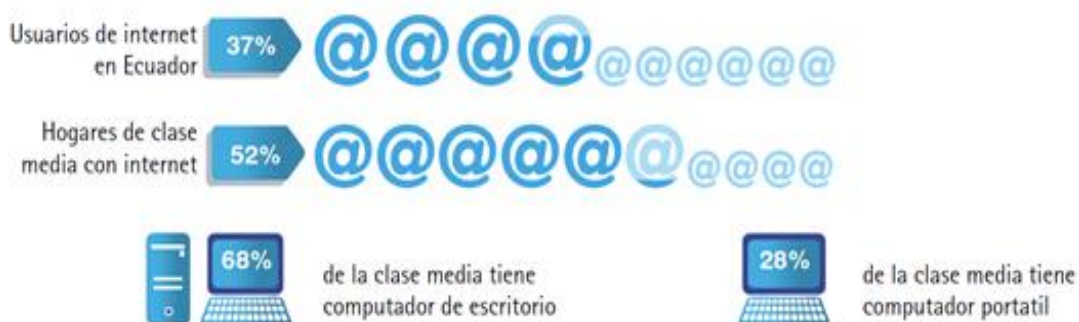 Usuarios de internet
en Ecuador
37%
@@@@@@@@@@
Hogares de clase
media con internet
52%
@@@@@@@@@@
68%
de la clase media tiene
computador de escritorio
28%
de la clase media tiene
computador portatil